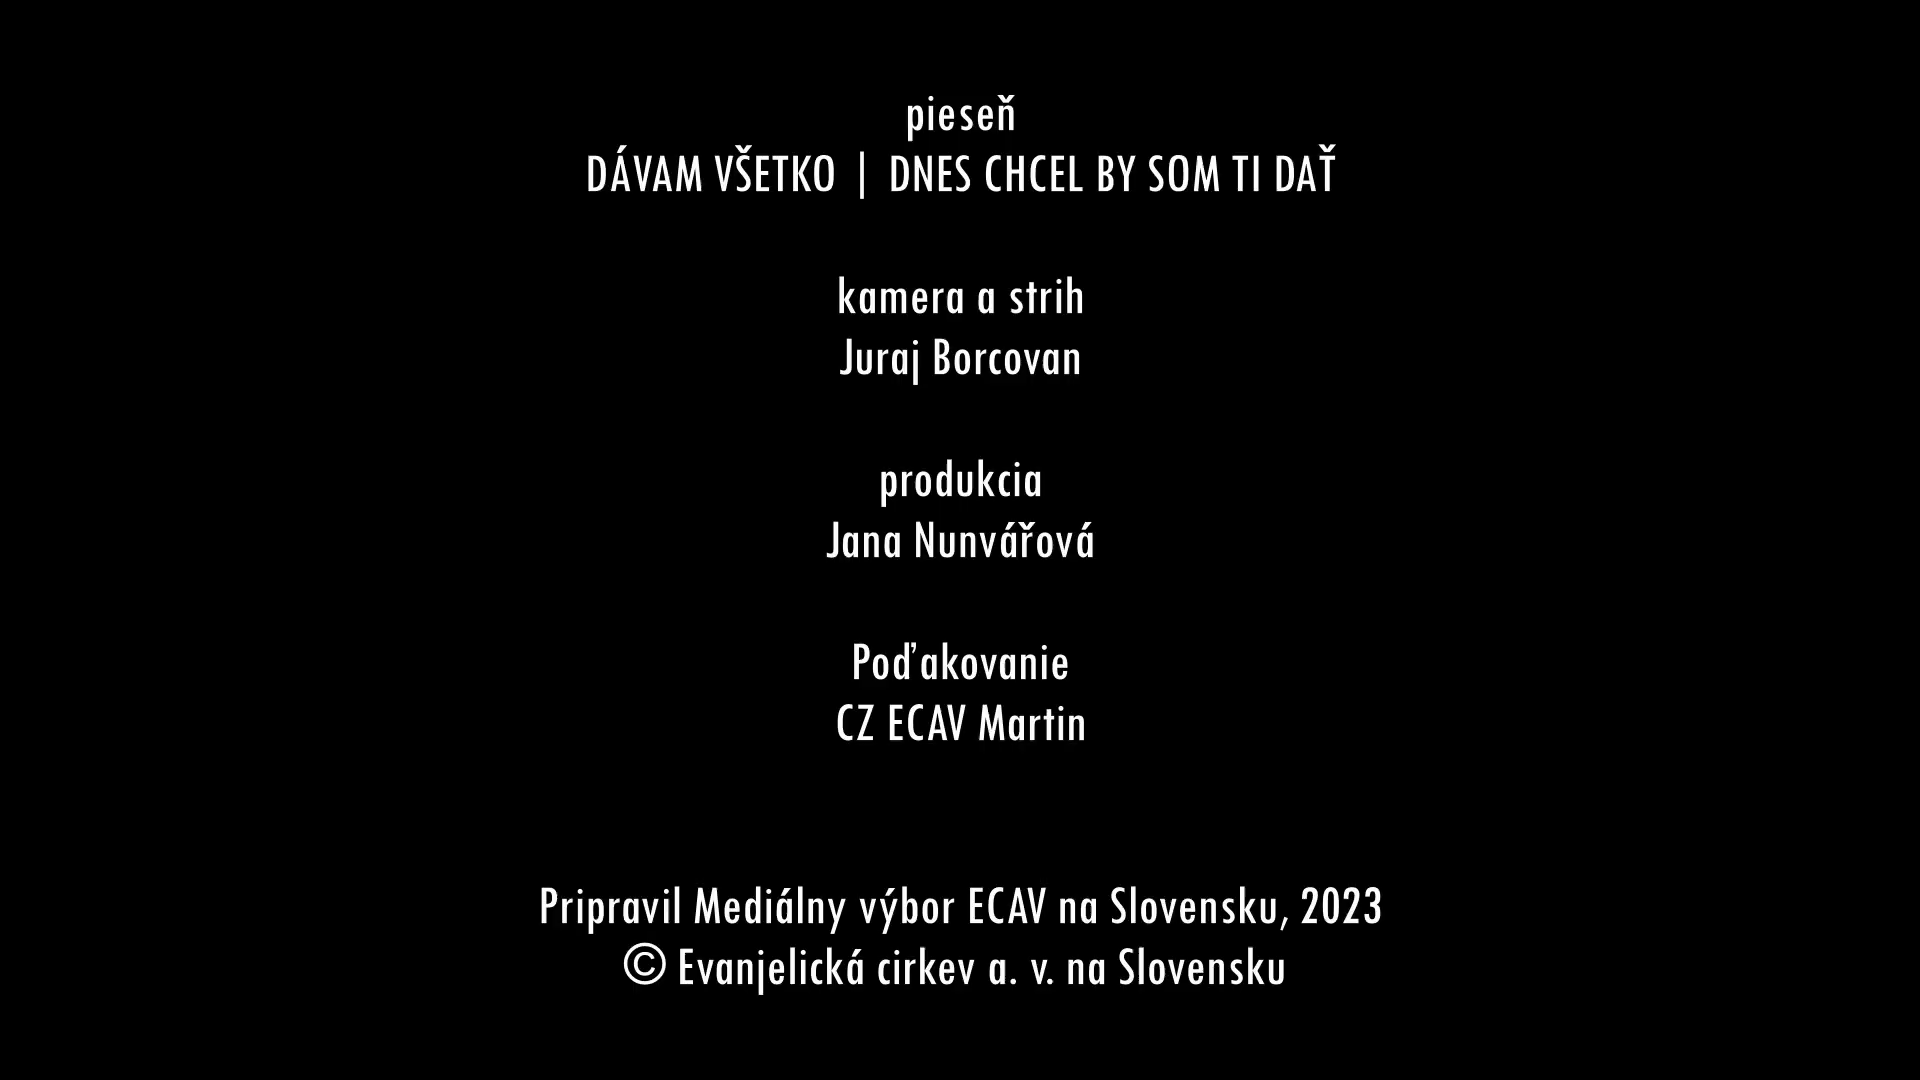 pieseň
DÁVAM VŠETKO | DNES CHCEL BY SOM TI DAŤ
kamera a strih
Juraj Borcovan
produkcia
Jana Nunvářová
Poďakovanie
CZ ECAV Martin
Pripravil Mediálny výbor ECAV na Slovensku, 2023
© Evanjelická cirkev a. v. na Slovensku